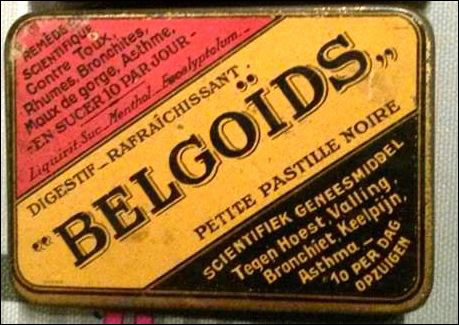 REMÈDE
SCIENTIFIQUE
Contre Toux,
Rhumes, Bronchites,
Maux de gorge, Asthme,
-EN SUCER 10 PAR JOUR-
Liquirit. Suc. Menthol. Eucalyptolum.-
DIGESTIF - RAFRAÎCHISSANT
"BELGOÏDS„
PETITE PASTILLE NOIRE
SCIENTIFIEK GENEESMIDDEL
Tegen Hoest, Valling,
Bronchiet, Keelpijn,
Asthma. -
10 PER DAG
OPZUIGEN